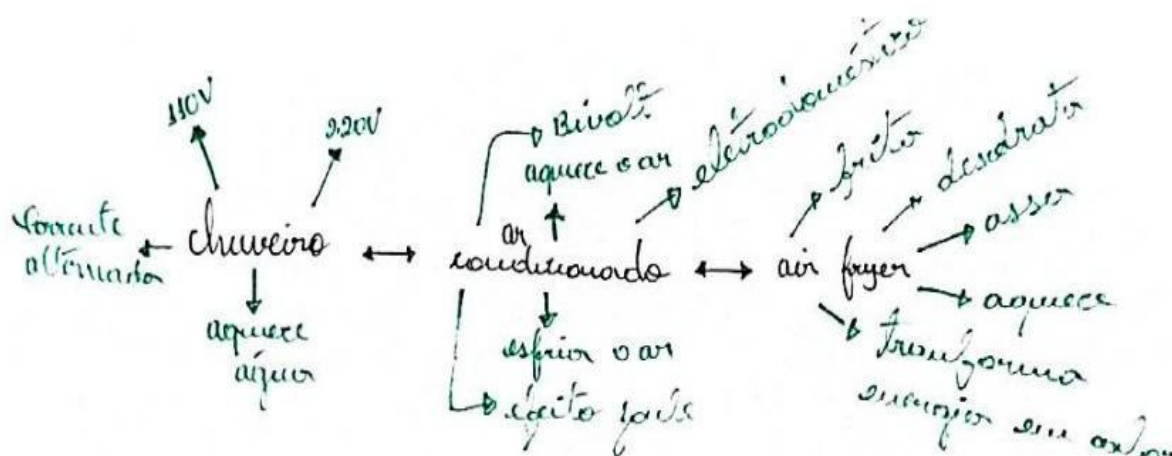 110V
220V
corrente
alternada
chuveiro
aquece
água
Bivolt
aquece o ar
eletrodoméstico
ar
condicionado
esfria o ar
efeito joule
air fryer
frita
desidrata
assa
aquece
transforma
energia em